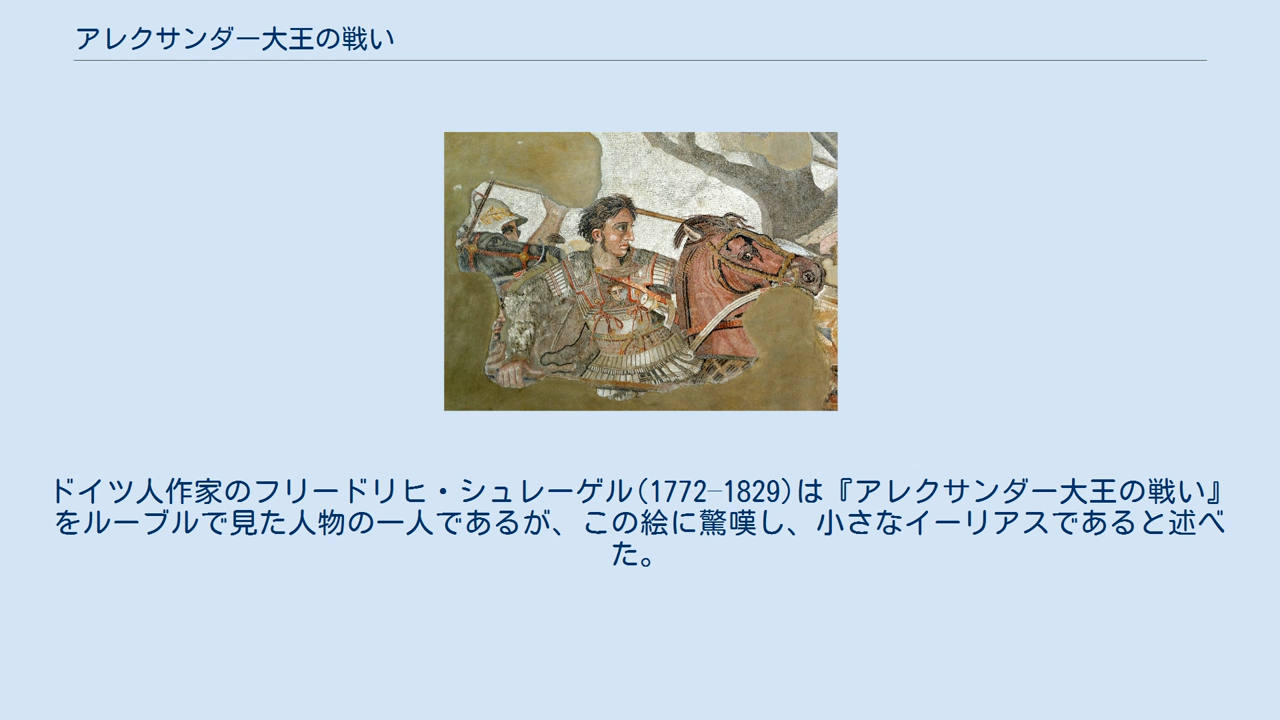 アレクサンダー大王の戦い
ドイツ人作家のフリードリヒ・シュレーゲル(1772–1829)は『アレクサンダー大王の戦い』
をルーブルで見た人物の一人であるが、この絵に驚嘆し、小さなイーリアスであると述べ
た。